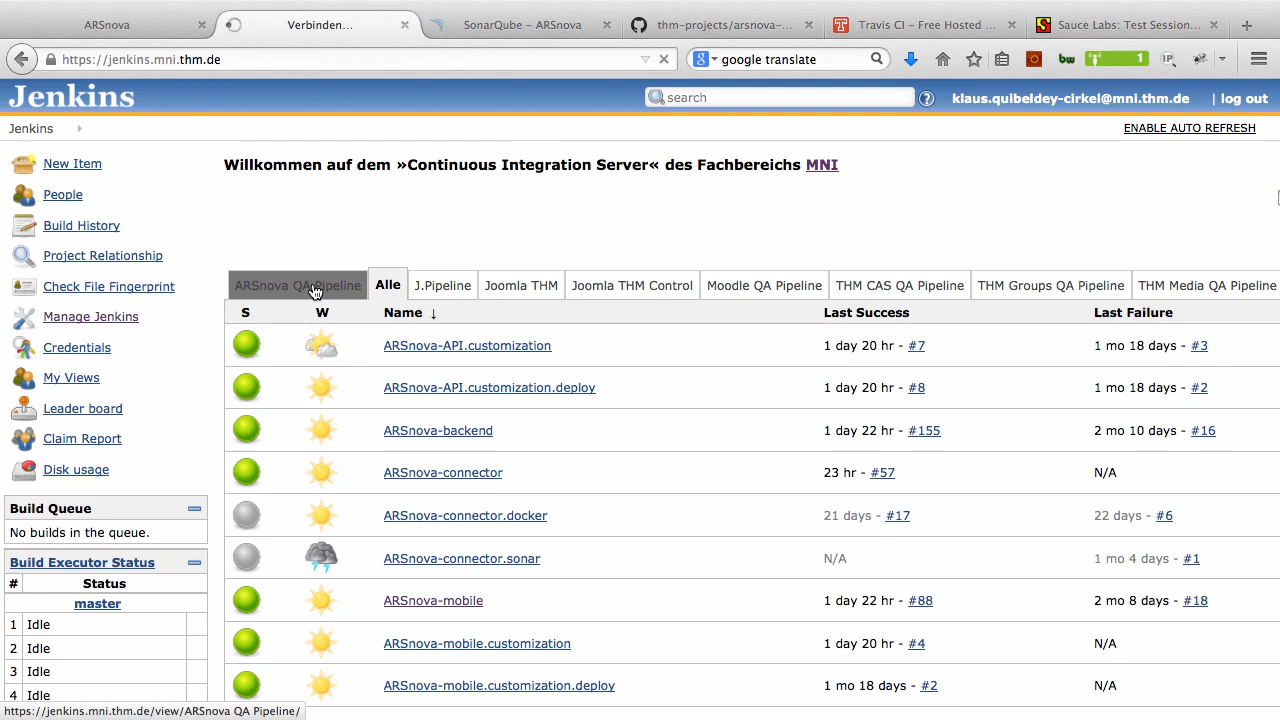 ARSnova
Verbinden...
SonarQube - ARSnova
thm-projects/arsnova-...
Travis CI - Free Hosted ...
Sauce Labs: Test Session...
https://jenkins.mni.thm.de
google translate
bw
1
IP
Jenkins
search
klaus.quibeldey-cirkel@mni.thm.de
| log out
Jenkins
ENABLE AUTO REFRESH
New Item
People
Build History
Project Relationship
Check File Fingerprint
Manage Jenkins
Credentials
My Views
Leader board
Claim Report
Disk usage
Build Queue
No builds in the queue.
Build Executor Status
# Status
master
1 Idle
2 Idle
3 Idle
4 Idle
Willkommen auf dem »Continuous Integration Server« des Fachbereichs MNI
ARSnova QA Pipeline
Alle
J.Pipeline
Joomla THM
Joomla THM Control
Moodle QA Pipeline
THM CAS QA Pipeline
THM Groups QA Pipeline
THM Media QA Pipeline
S W Name ↓ Last Success Last Failure
ARSnova-API.customization 1 day 20 hr - #7 1 mo 18 days - #3
ARSnova-API.customization.deploy 1 day 20 hr - #8 1 mo 18 days - #2
ARSnova-backend 1 day 22 hr - #155 2 mo 10 days - #16
ARSnova-connector 23 hr - #57 N/A
ARSnova-connector.docker 21 days - #17 22 days - #6
ARSnova-connector.sonar N/A 1 mo 4 days - #1
ARSnova-mobile 1 day 22 hr - #88 2 mo 8 days - #18
ARSnova-mobile.customization 1 day 20 hr - #4 N/A
ARSnova-mobile.customization.deploy 1 mo 18 days - #2 N/A
https://jenkins.mni.thm.de/view/ARSnova QA Pipeline/